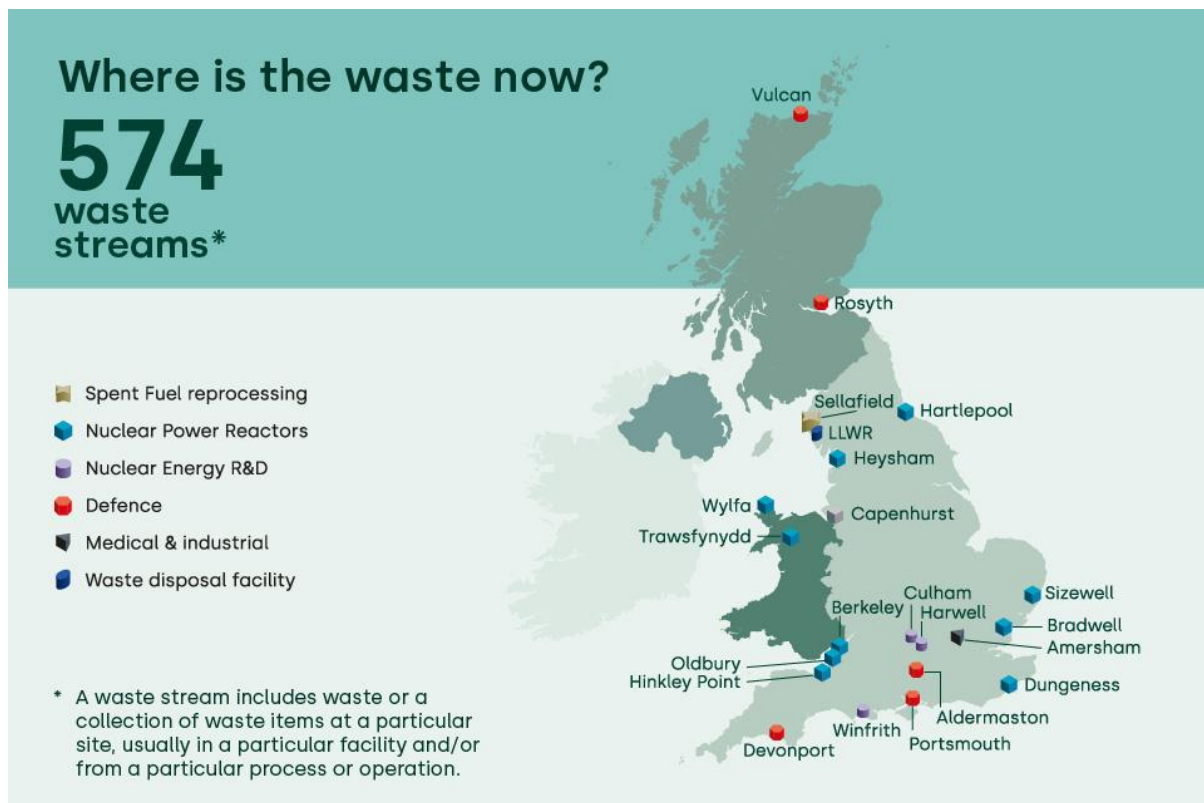 Where is the waste now?
574
waste
streams*
Spent Fuel reprocessing
Nuclear Power Reactors
Nuclear Energy R&D
Defence
Medical & industrial
Waste disposal facility
* A waste stream includes waste or a
collection of waste items at a particular
site, usually in a particular facility and/or
from a particular process or operation.
Vulcan
Rosyth
Sellafield
Hartlepool
LLWR
Heysham
Wylfa
Capenhurst
Trawsfynydd
Culham
Sizewell
Berkeley
Harwell
Bradwell
Amersham
Oldbury
Hinkley Point
Dungeness
Aldermaston
Winfrith
Portsmouth
Devonport